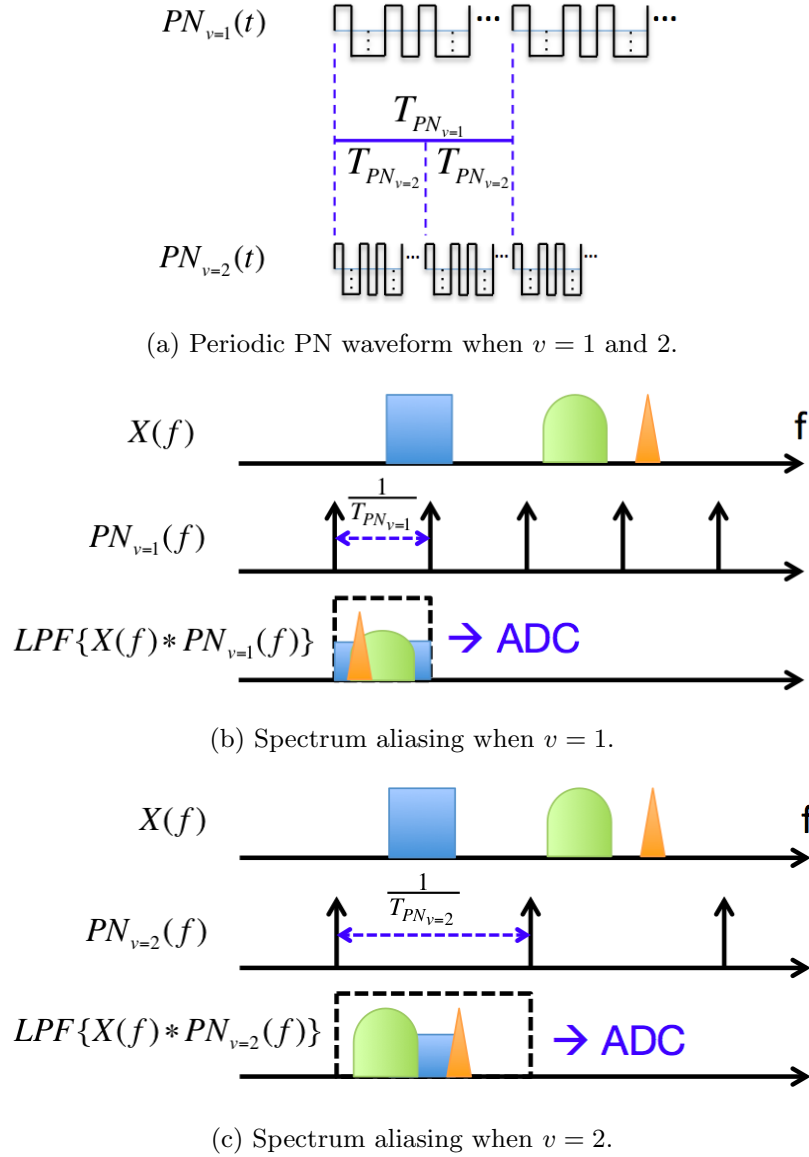 PN_{v=1}(t)
... ...
T_{PN_{v=1}}
T_{PN_{v=2}} T_{PN_{v=2}}
PN_{v=2}(t)
... ... ...
(a) Periodic PN waveform when v = 1 and 2.
X(f)
f
1/T_{PN_{v=1}}
PN_{v=1}(f)
LPF{X(f)*PN_{v=1}(f)}
→ ADC
(b) Spectrum aliasing when v = 1.
X(f)
f
1/T_{PN_{v=2}}
PN_{v=2}(f)
LPF{X(f)*PN_{v=2}(f)}
→ ADC
(c) Spectrum aliasing when v = 2.